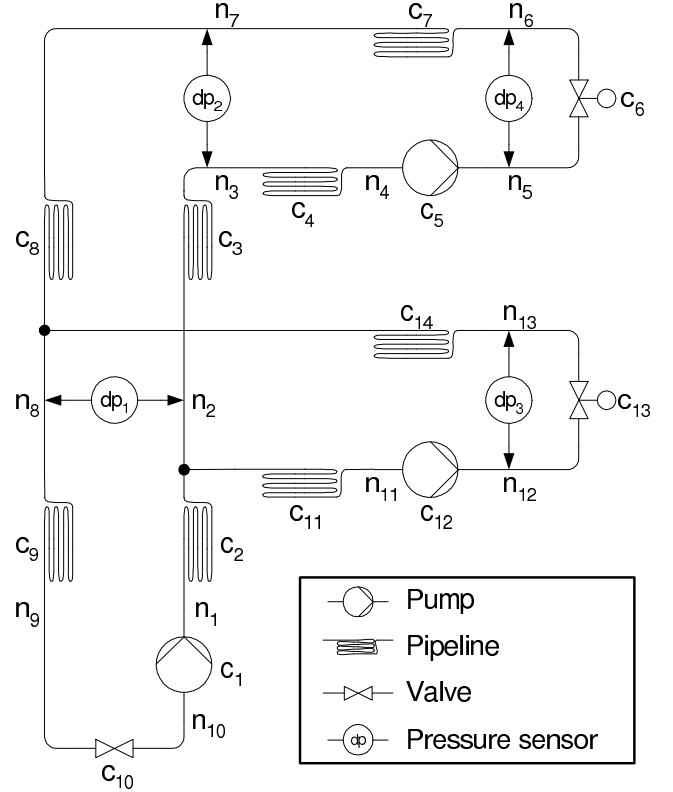 n7 c7 n6
dp2 dp4 c6
n3 c4 n4 c5 n5
c8 c3
c14 n13
n8 dp1 n2 dp3 c13
c11 n11 c12 n12
c9 c2
n9 n1
c1
n10
c10
Pump
Pipeline
Valve
dp Pressure sensor